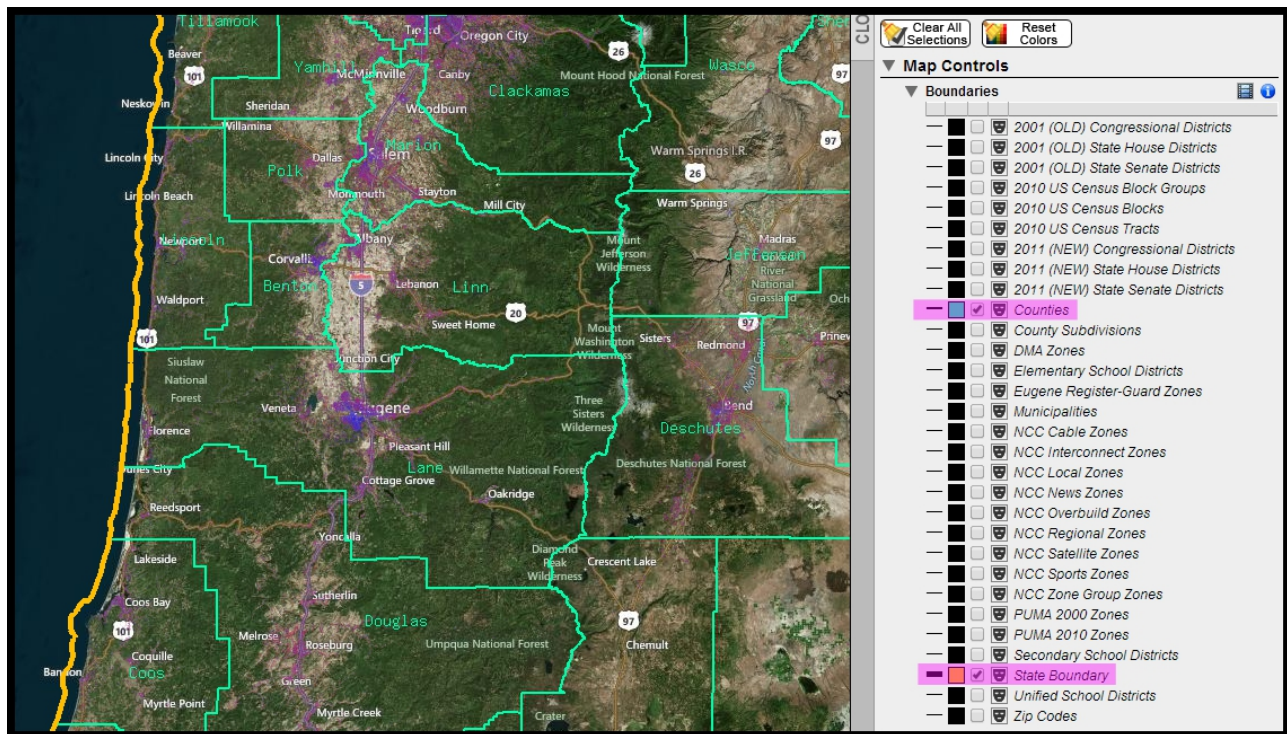 Tillamook
Beaver
101
Neskowin
Sheridan
Willamina
Lincoln City
Lincoln Beach
Newport
Lincoln
Waldport
101
Siuslaw
National
Forest
Florence
Dunes City
Reedsport
Lakeside
Coos Bay
101
Coquille
Bandon
Coos
Myrtle Point
Yamhill
McMinnville
Dallas
Polk
Monmouth
Corvallis
Benton
Veneta
Tigard
Oregon City
Canby
Woodburn
Clackamas
Marion
Salem
Stayton
Mill City
Albany
5
Lebanon
Linn
20
Sweet Home
Junction City
Eugene
Pleasant Hill
Lane
Willamette National Forest
Cottage Grove
Oakridge
Yoncalla
Sutherlin
Douglas
Melrose
Roseburg
Umpqua National Forest
Green
Myrtle Creek
26
Mount Hood National Forest
Wasco
97
97
Warm Springs I.R.
26
Warm Springs
Mount
Jefferson
Wilderness
Madras
Jefferson
Crooked
River
National
Grassland
Och
Mount
Washington
Wilderness
Sisters
97
Redmond
Prinev
Three
Sisters
Wilderness
Bend
Deschutes
Deschutes National Forest
Diamond
Peak
Wilderness
Crescent Lake
97
Chemult
Crater
CLO
Clear All
Selections
Reset
Colors
Map Controls
Boundaries
2001 (OLD) Congressional Districts
2001 (OLD) State House Districts
2001 (OLD) State Senate Districts
2010 US Census Block Groups
2010 US Census Blocks
2010 US Census Tracts
2011 (NEW) Congressional Districts
2011 (NEW) State House Districts
2011 (NEW) State Senate Districts
Counties
County Subdivisions
DMA Zones
Elementary School Districts
Eugene Register-Guard Zones
Municipalities
NCC Cable Zones
NCC Interconnect Zones
NCC Local Zones
NCC News Zones
NCC Overbuild Zones
NCC Regional Zones
NCC Satellite Zones
NCC Sports Zones
NCC Zone Group Zones
PUMA 2000 Zones
PUMA 2010 Zones
Secondary School Districts
State Boundary
Unified School Districts
Zip Codes